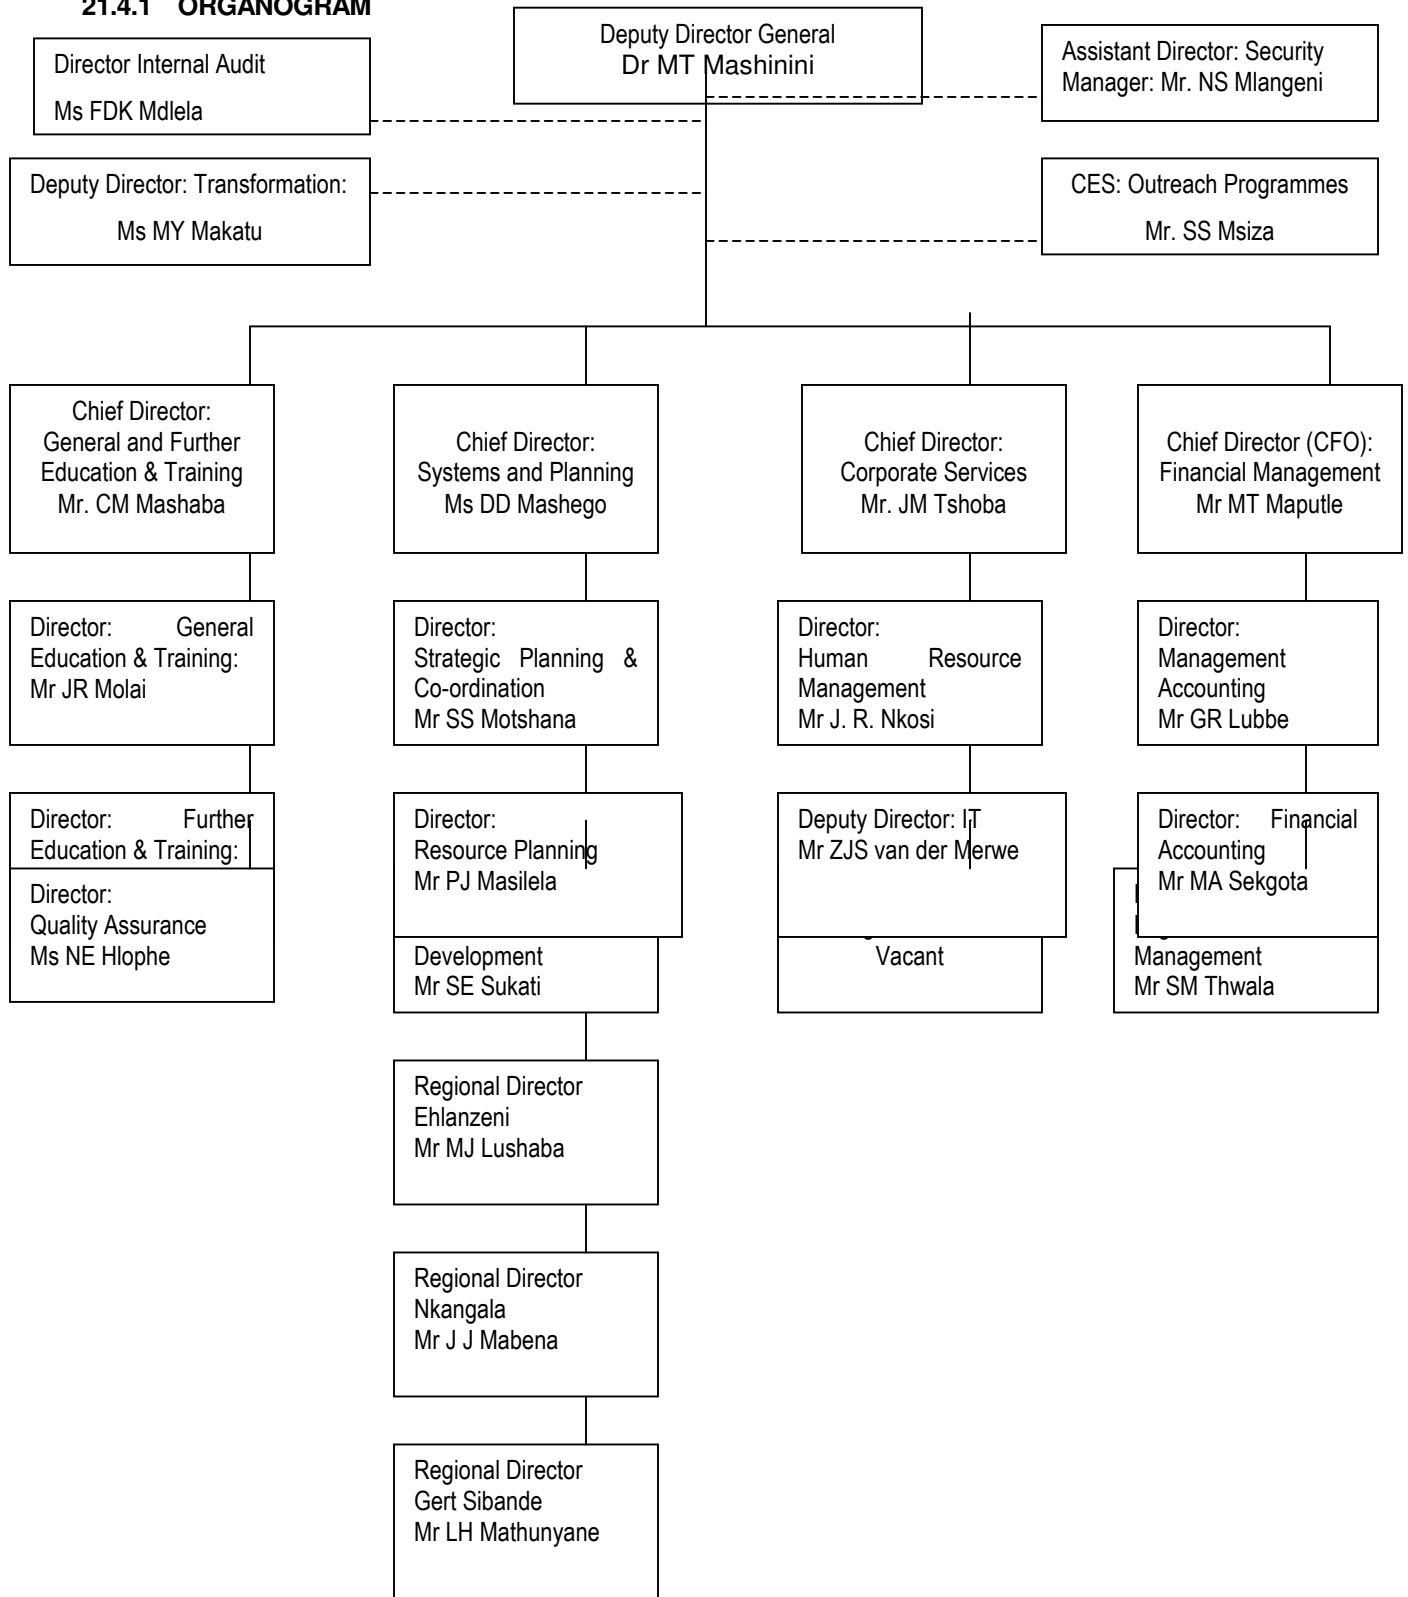 21.4.1 ORGANOGRAM
Deputy Director General
Dr MT Mashinini
Director Internal Audit
Ms FDK Mdlela
Assistant Director: Security
Manager: Mr. NS Mlangeni
Deputy Director: Transformation:
Ms MY Makatu
CES: Outreach Programmes
Mr. SS Msiza
Chief Director:
General and Further
Education & Training
Mr. CM Mashaba
Chief Director:
Systems and Planning
Ms DD Mashego
Chief Director:
Corporate Services
Mr. JM Tshoba
Chief Director (CFO):
Financial Management
Mr MT Maputle
Director: General
Education & Training:
Mr JR Molai
Director:
Strategic Planning &
Co-ordination
Mr SS Motshana
Director:
Human Resource
Management
Mr J. R. Nkosi
Director:
Management
Accounting
Mr GR Lubbe
Director: Further
Education & Training:
Director:
Resource Planning
Mr PJ Masilela
Deputy Director: IT
Mr ZJS van der Merwe
Director: Financial
Accounting
Mr MA Sekgota
Director:
Quality Assurance
Ms NE Hlophe
Development
Mr SE Sukati
Vacant
Management
Mr SM Thwala
Regional Director
Ehlanzeni
Mr MJ Lushaba
Regional Director
Nkangala
Mr J J Mabena
Regional Director
Gert Sibande
Mr LH Mathunyane